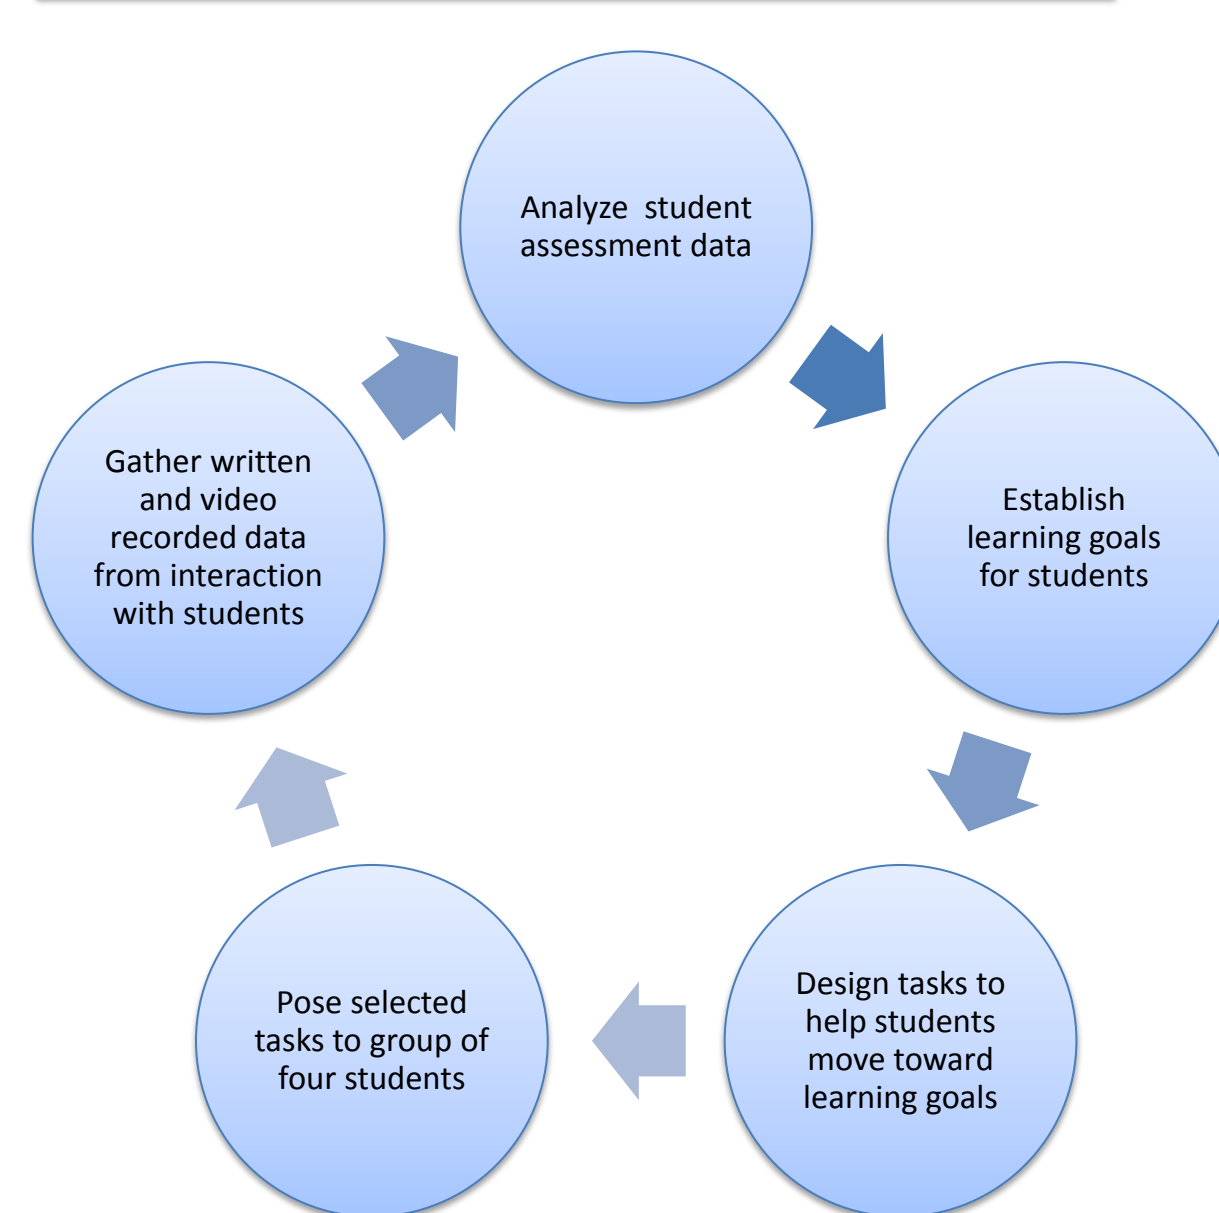 Analyze  student
assessment data
Establish
learning goals
for students
Design tasks to
help students
move toward
learning goals
Pose selected
tasks to group of
four students
Gather written
and video
recorded data
from interaction
with students